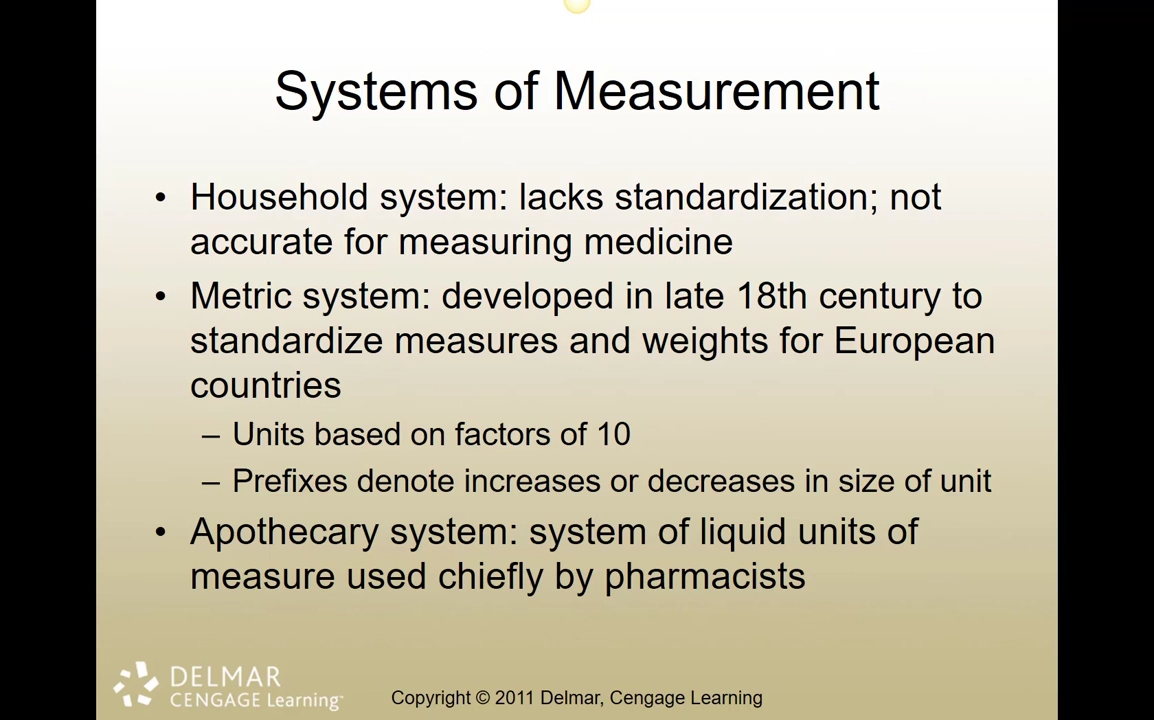 Systems of Measurement
• Household system: lacks standardization; not
accurate for measuring medicine
• Metric system: developed in late 18th century to
standardize measures and weights for European
countries
– Units based on factors of 10
– Prefixes denote increases or decreases in size of unit
• Apothecary system: system of liquid units of
measure used chiefly by pharmacists
DELMAR
CENGAGE Learning™
Copyright © 2011 Delmar, Cengage Learning